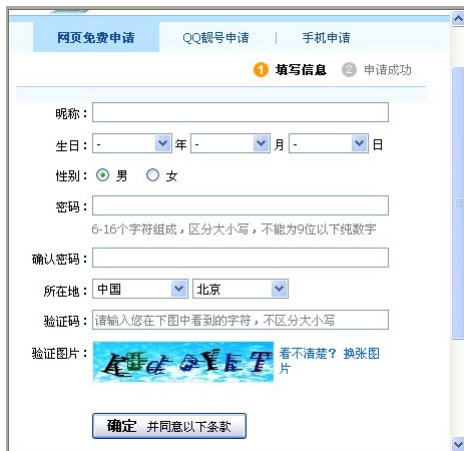 网页免费申请 QQ靓号申请 | 手机申请
1 填写信息 2 申请成功
昵称：
生日： - 年 - 月 - 日
性别： 男 女
密码：
6-16个字符组成，区分大小写，不能为9位以下纯数字
确认密码：
所在地： 中国 北京
验证码： 请输入您在下图中看到的字符，不区分大小写
验证图片： 看不清楚？换张图
片
确定 并同意以下条款